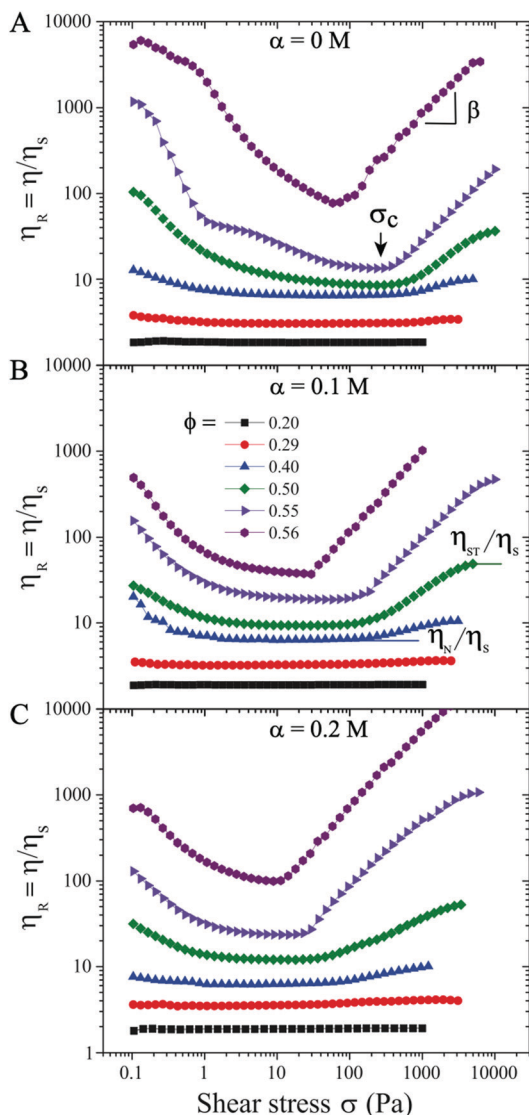 A
α = 0 M
10000
1000
100
10
η_R = η/η_s
β
σ_c
B
α = 0.1 M
10000
1000
100
10
η_R = η/η_s
ϕ =
0.20
0.29
0.40
0.50
0.55
0.56
η_ST/η_S
η_N/η_S
C
α = 0.2 M
10000
1000
100
10
1
η_R = η/η_s
0.1 1 10 100 1000 10000
Shear stress σ (Pa)